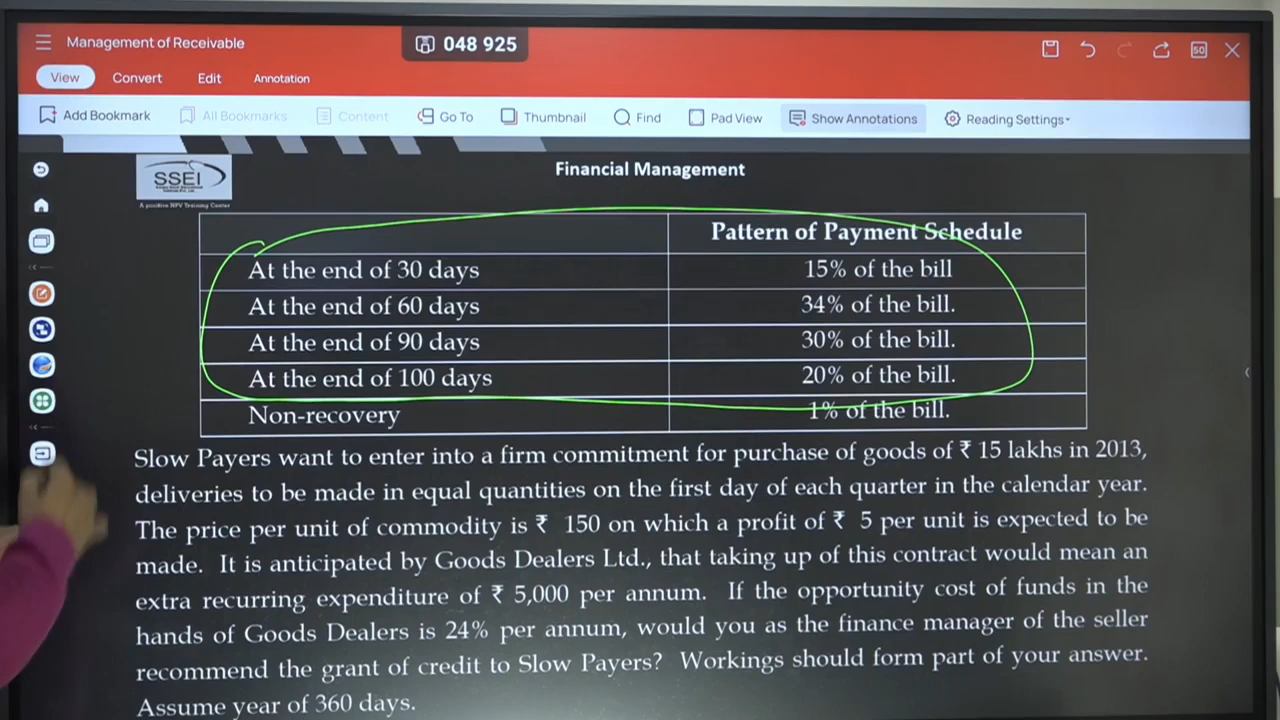 Management of Receivable
048 925
View Convert Edit Annotation
Add Bookmark All Bookmarks Content Go To Thumbnail Find Pad View Show Annotations Reading Settings
50
SSEI
A positive NPV Training Center
Financial Management
Pattern of Payment Schedule
At the end of 30 days 15% of the bill
At the end of 60 days 34% of the bill.
At the end of 90 days 30% of the bill.
At the end of 100 days 20% of the bill.
Non-recovery 1% of the bill.
Slow Payers want to enter into a firm commitment for purchase of goods of ₹ 15 lakhs in 2013,
deliveries to be made in equal quantities on the first day of each quarter in the calendar year.
The price per unit of commodity is ₹ 150 on which a profit of ₹ 5 per unit is expected to be
made. It is anticipated by Goods Dealers Ltd., that taking up of this contract would mean an
extra recurring expenditure of ₹ 5,000 per annum. If the opportunity cost of funds in the
hands of Goods Dealers is 24% per annum, would you as the finance manager of the seller
recommend the grant of credit to Slow Payers? Workings should form part of your answer.
Assume year of 360 days.